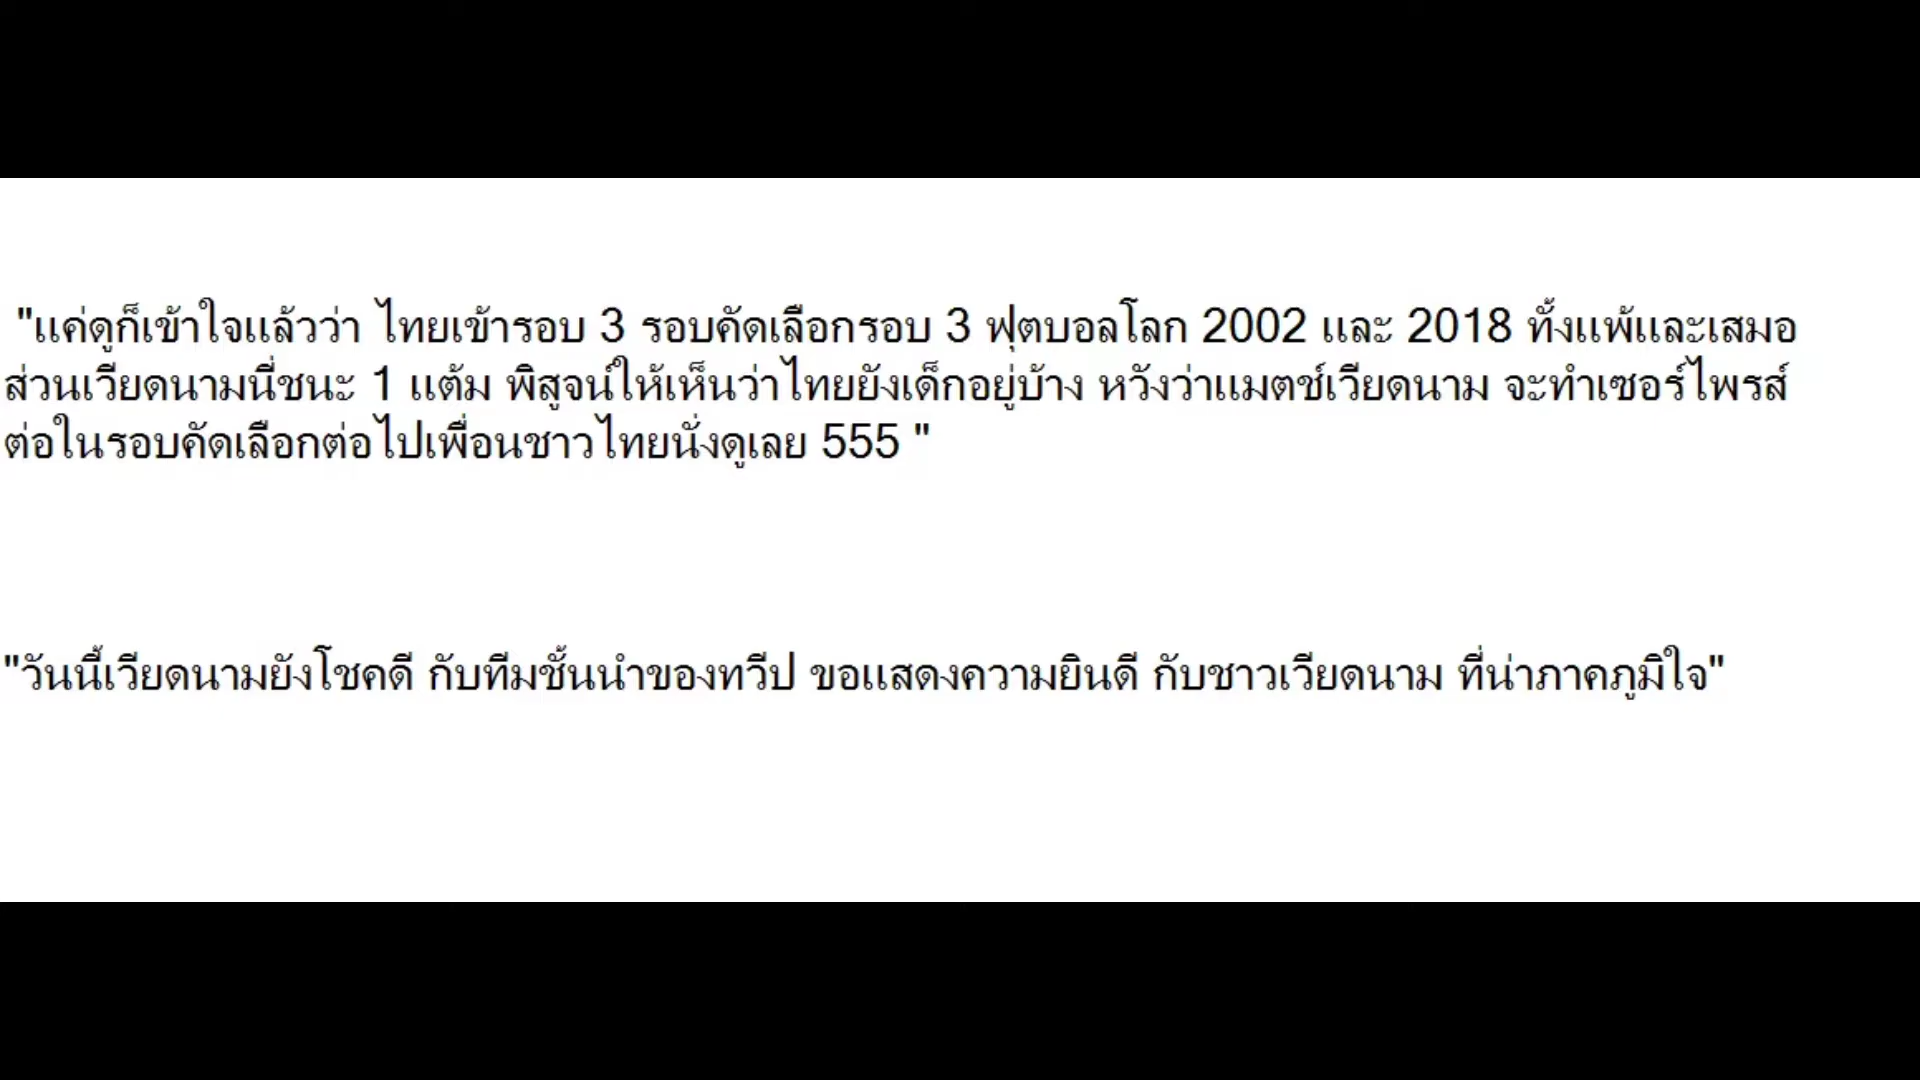 "แค่ดูก็เข้าใจแล้วว่า ไทยเข้ารอบ 3 รอบคัดเลือกรอบ 3 ฟุตบอลโลก 2002 และ 2018 ทั้งแพ้และเสมอ
ส่วนเวียดนามนี่ชนะ 1 แต้ม พิสูจน์ให้เห็นว่าไทยยังเด็กอยู่บ้าง หวังว่าแมตช์เวียดนาม จะทำเซอร์ไพรส์
ต่อในรอบคัดเลือกต่อไปเพื่อนชาวไทยนั่งดูเลย 555 "
"วันนี้เวียดนามยังโชคดี กับทีมชั้นนำของทวีป ขอแสดงความยินดี กับชาวเวียดนาม ที่น่าภาคภูมิใจ"